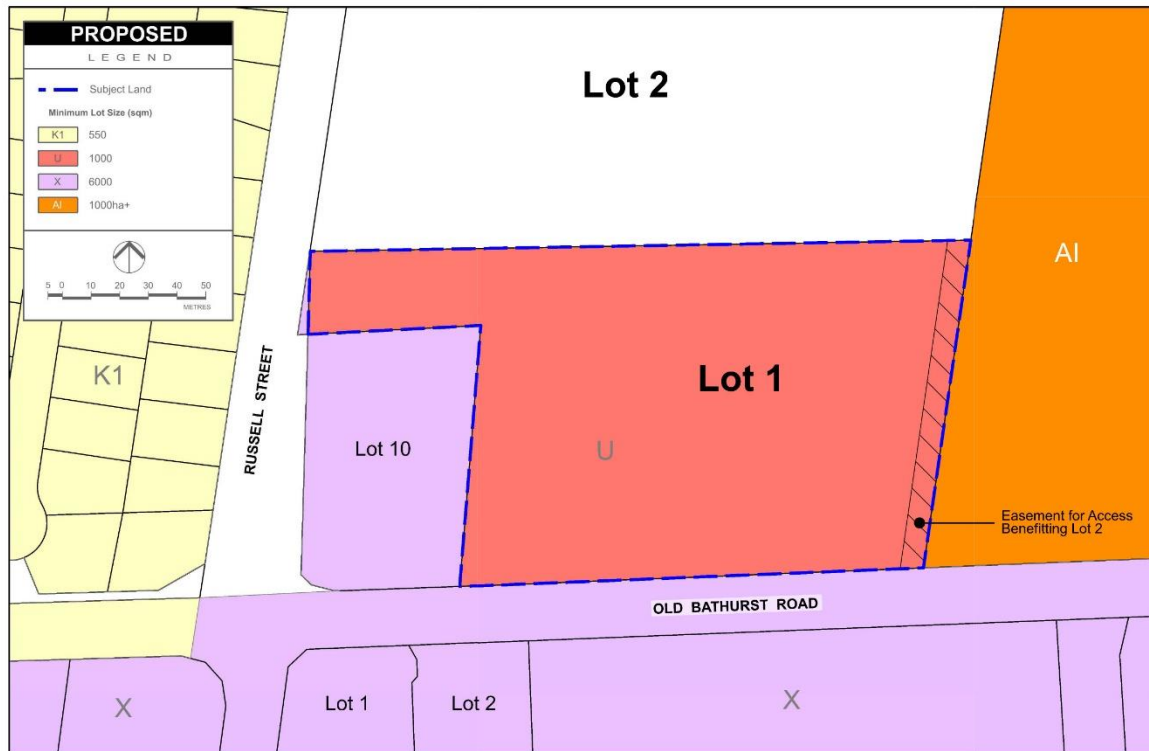 PROPOSED
LEGEND
Subject Land
Minimum Lot Size (sqm)
K1 550
U 1000
X 6000
AI 1000ha+
5 0 10 20 30 40 50
METRES
Lot 2
AI
K1
RUSSELL STREET
Lot 1
Lot 10
U
Easement for Access
Benefitting Lot 2
OLD BATHURST ROAD
X
Lot 1
Lot 2
X